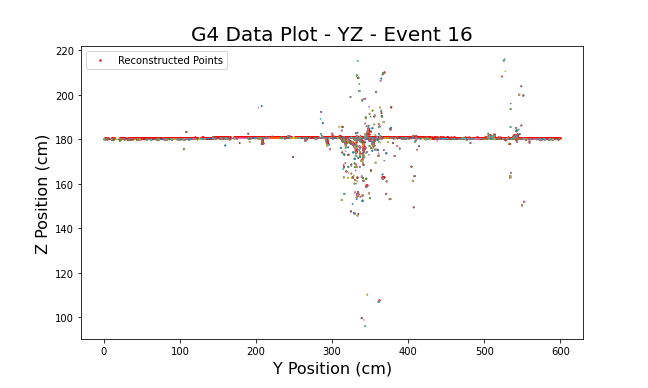 G4 Data Plot - YZ - Event 16
Reconstructed Points
220
200
180
160
140
120
100
Z Position (cm)
0 100 200 300 400 500 600
Y Position (cm)